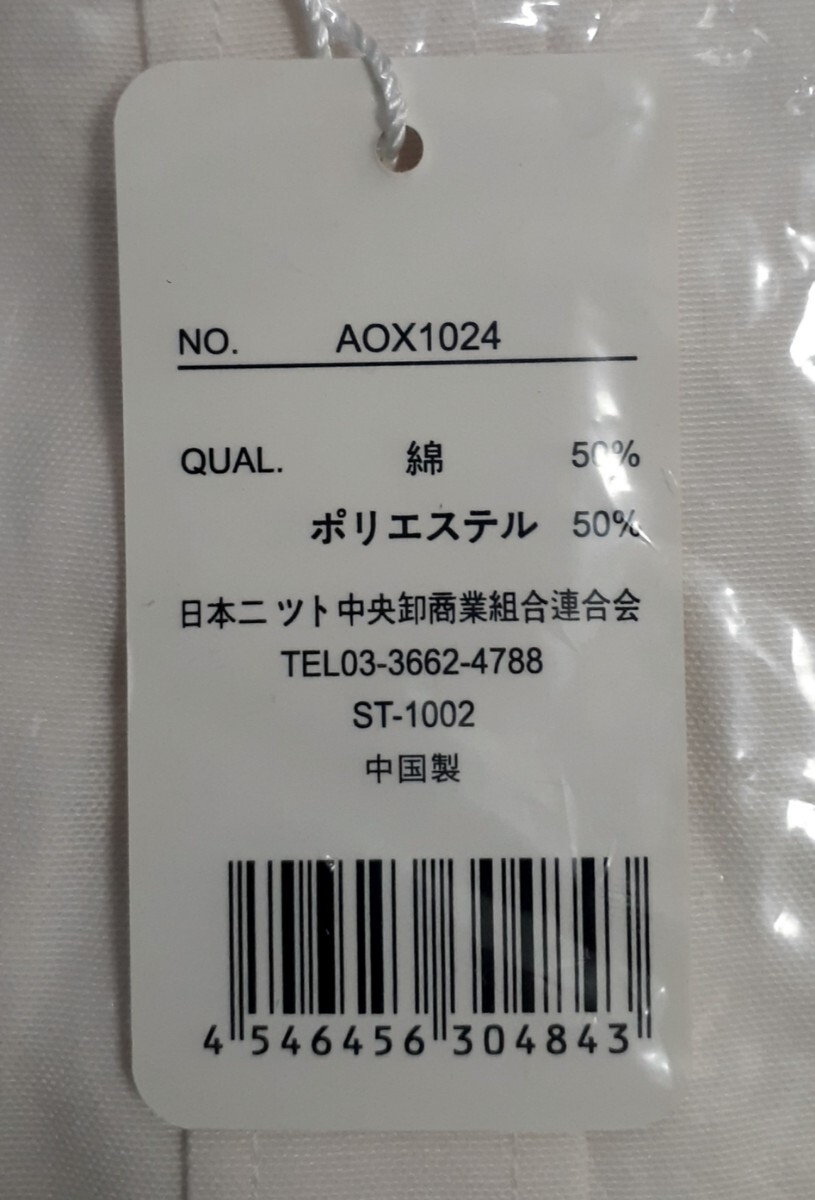 NO. AOX1024
QUAL. 綿 50%
ポリエステル 50%
日本ニ ツト中央卸商業組合連合会
TEL03-3662-4788
ST-1002
中国製
4 546456 304843